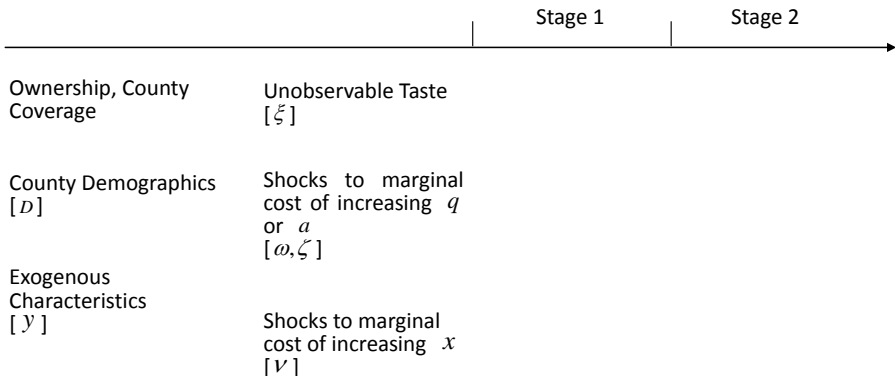 Stage 1
Stage 2
Ownership, County
Coverage
Unobservable Taste
[ξ]
County Demographics
[D]
Shocks to marginal
cost of increasing q
or a
[ω,ζ]
Exogenous
Characteristics
[y]
Shocks to marginal
cost of increasing x
[ν]